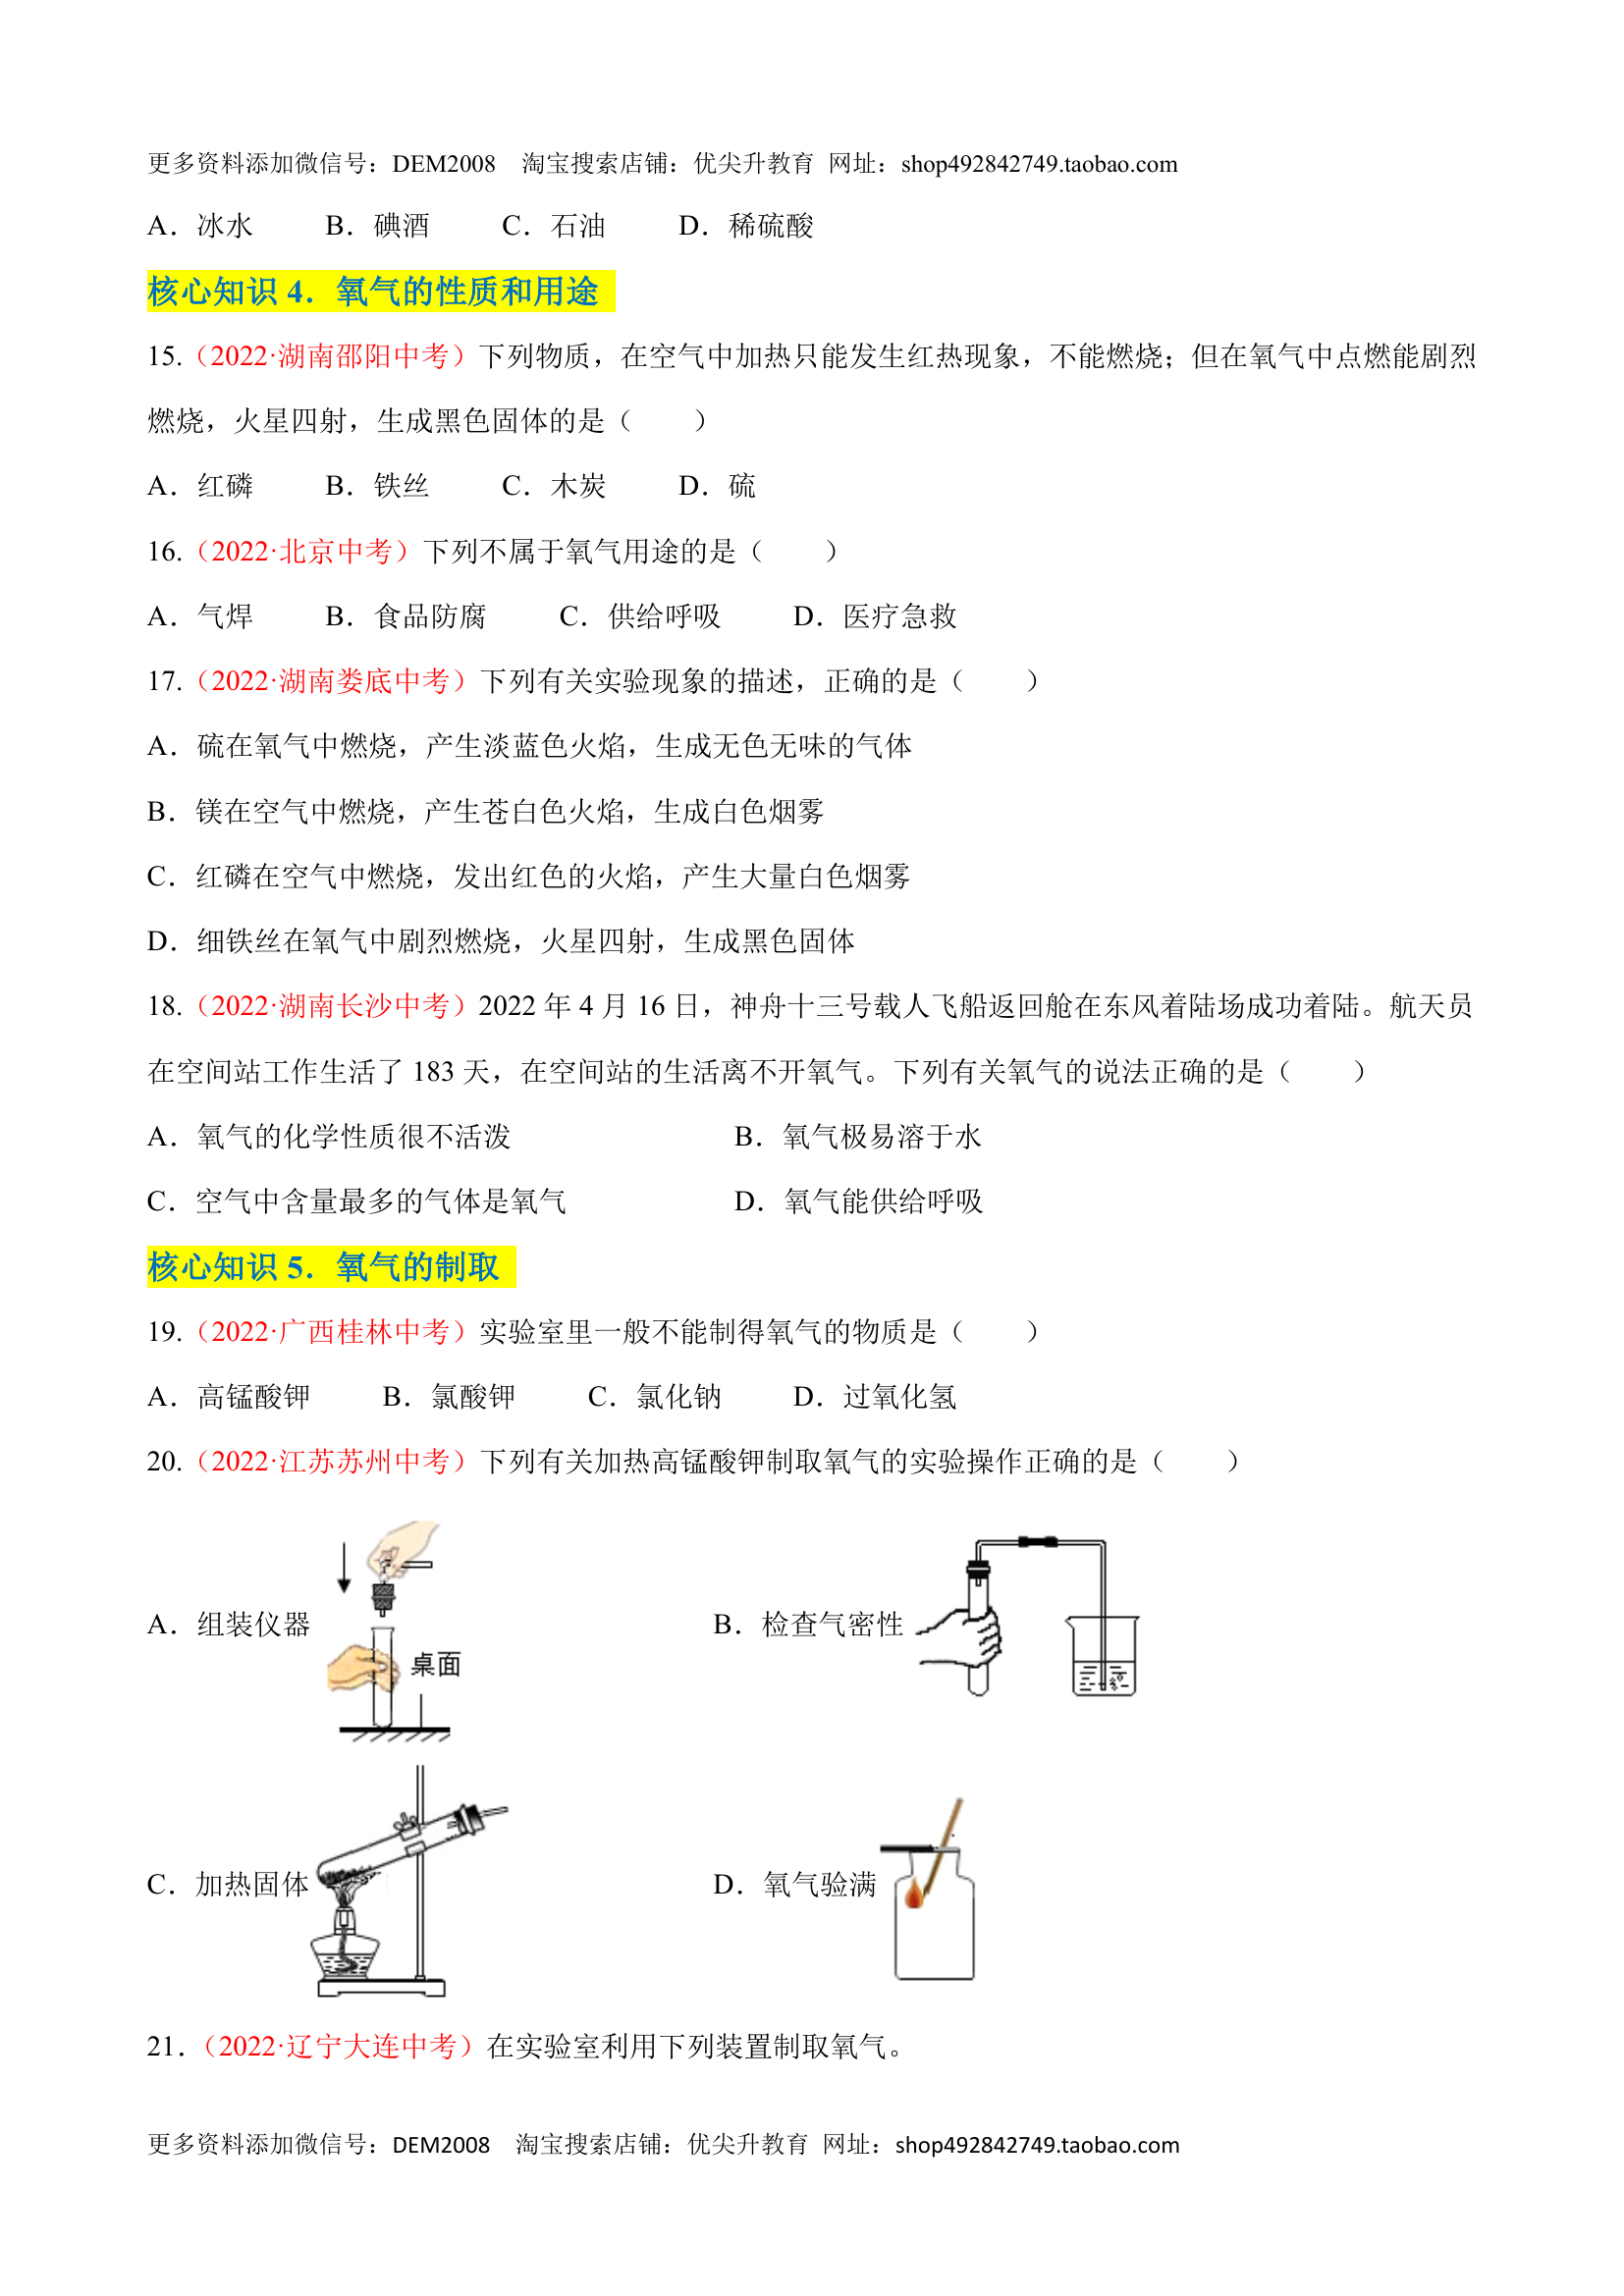 更多资料添加微信号：DEM2008 淘宝搜索店铺：优尖升教育 网址：shop492842749.taobao.com
A．冰水 B．碘酒 C．石油 D．稀硫酸
核心知识 4．氧气的性质和用途
15.（2022·湖南邵阳中考）下列物质，在空气中加热只能发生红热现象，不能燃烧；但在氧气中点燃能剧烈
燃烧，火星四射，生成黑色固体的是（ ）
A．红磷 B．铁丝 C．木炭 D．硫
16.（2022·北京中考）下列不属于氧气用途的是（ ）
A．气焊 B．食品防腐 C．供给呼吸 D．医疗急救
17.（2022·湖南娄底中考）下列有关实验现象的描述，正确的是（ ）
A．硫在氧气中燃烧，产生淡蓝色火焰，生成无色无味的气体
B．镁在空气中燃烧，产生苍白色火焰，生成白色烟雾
C．红磷在空气中燃烧，发出红色的火焰，产生大量白色烟雾
D．细铁丝在氧气中剧烈燃烧，火星四射，生成黑色固体
18.（2022·湖南长沙中考）2022 年 4 月 16 日，神舟十三号载人飞船返回舱在东风着陆场成功着陆。航天员
在空间站工作生活了 183 天，在空间站的生活离不开氧气。下列有关氧气的说法正确的是（ ）
A．氧气的化学性质很不活泼 B．氧气极易溶于水
C．空气中含量最多的气体是氧气 D．氧气能供给呼吸
核心知识 5．氧气的制取
19.（2022·广西桂林中考）实验室里一般不能制得氧气的物质是（ ）
A．高锰酸钾 B．氯酸钾 C．氯化钠 D．过氧化氢
20.（2022·江苏苏州中考）下列有关加热高锰酸钾制取氧气的实验操作正确的是（ ）
A．组装仪器 桌面 B．检查气密性
C．加热固体 D．氧气验满
21．（2022·辽宁大连中考）在实验室利用下列装置制取氧气。
更多资料添加微信号：DEM2008 淘宝搜索店铺：优尖升教育 网址：shop492842749.taobao.com